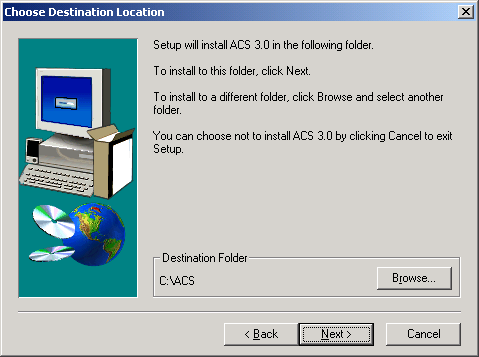 Choose Destination Location
Setup will install ACS 3.0 in the following folder.
To install to this folder, click Next.
To install to a different folder, click Browse and select another
folder.
You can choose not to install ACS 3.0 by clicking Cancel to exit
Setup.
Destination Folder
C:\ACS
Browse...
< Back
Next >
Cancel